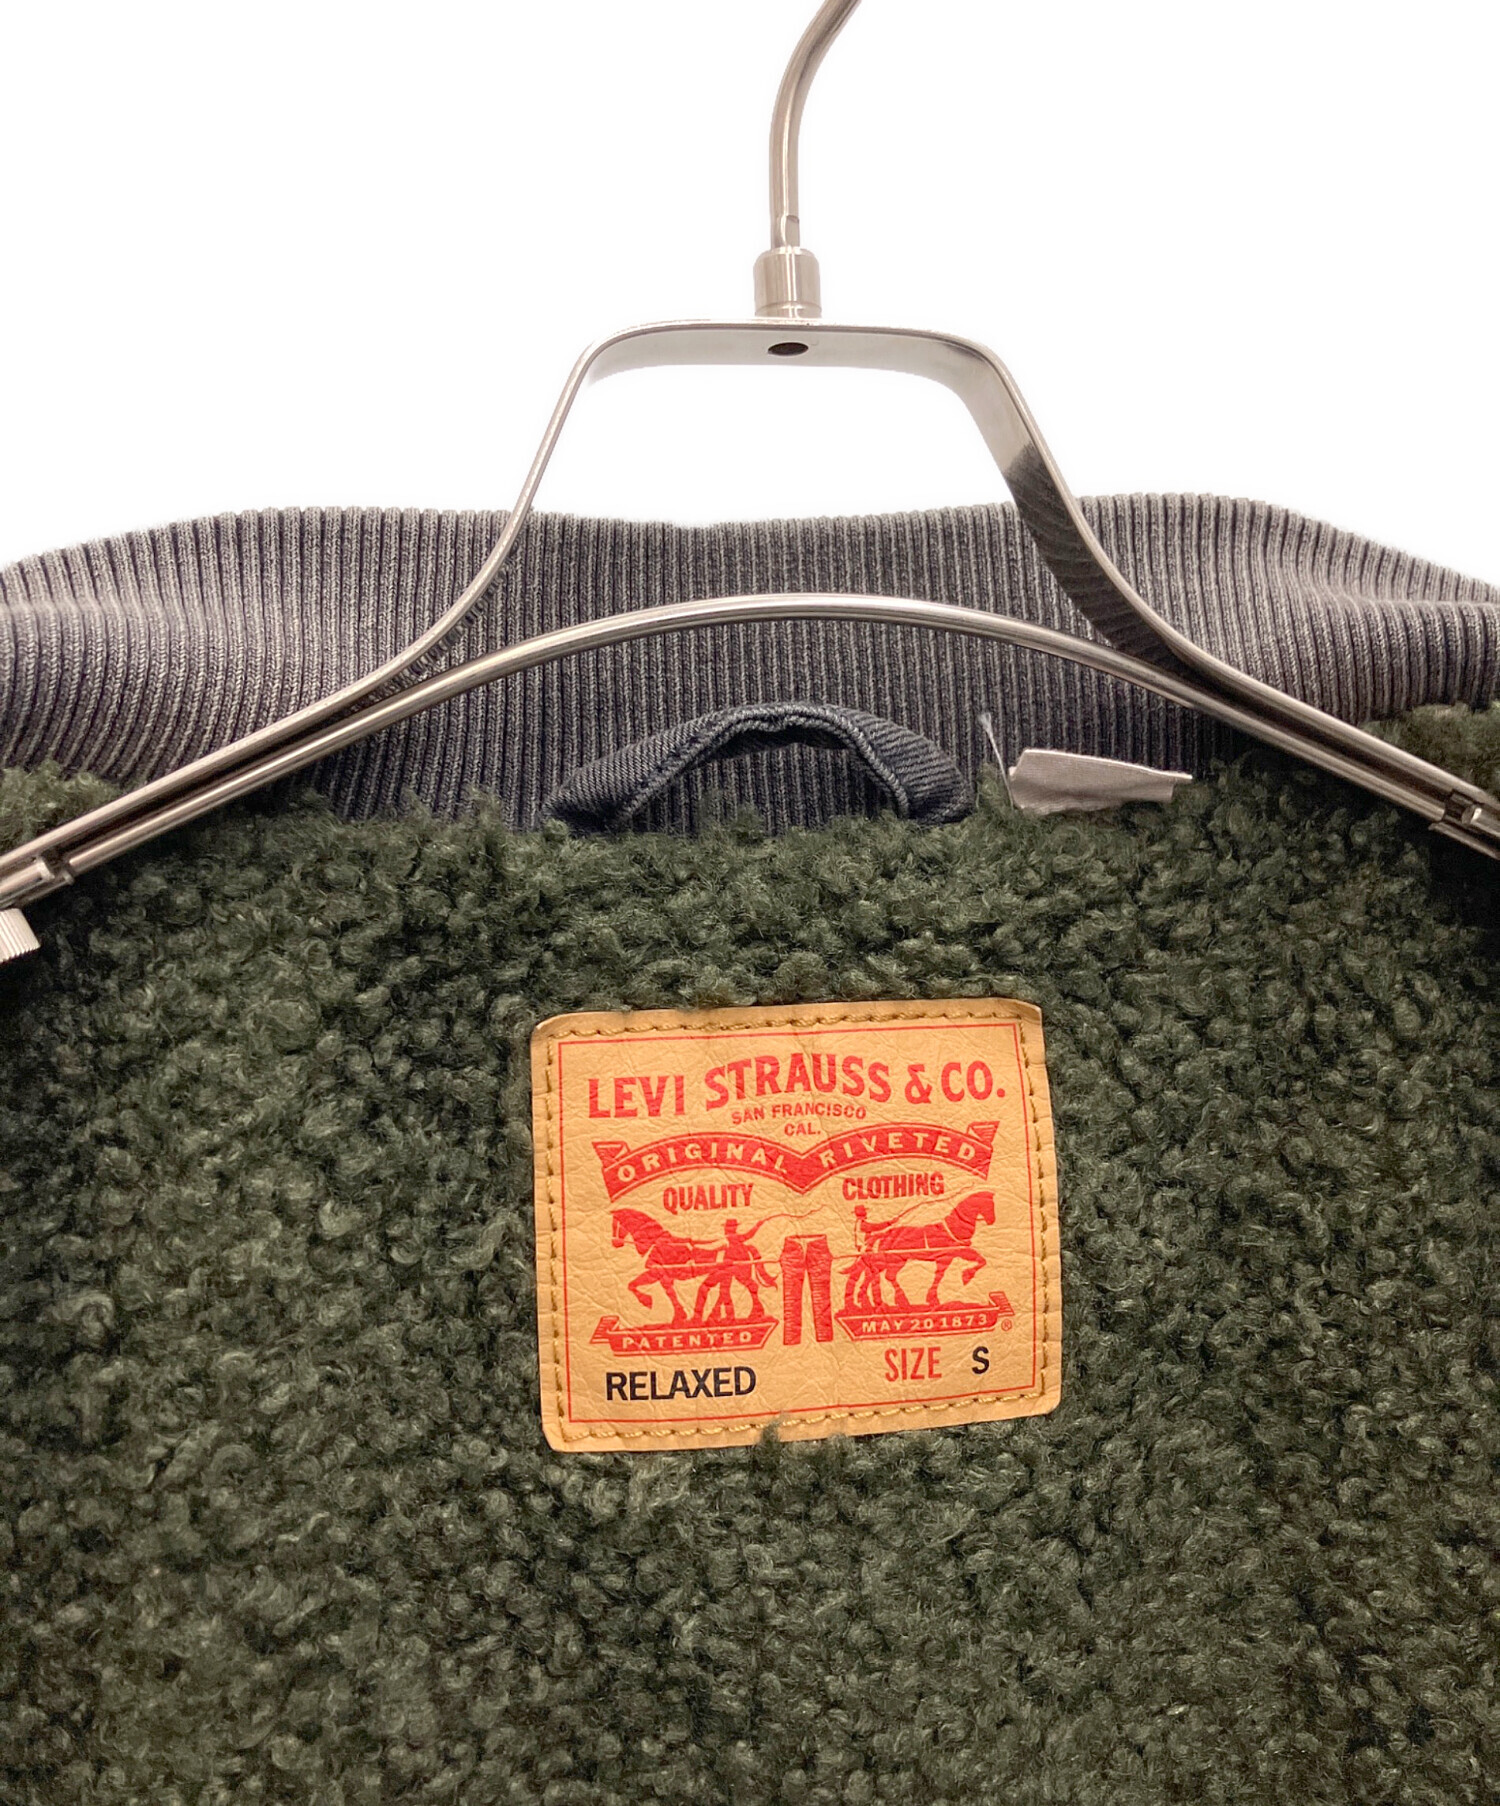 LEVI STRAUSS & CO.
SAN FRANCISCO
CAL.
ORIGINAL RIVETED
QUALITY CLOTHING
PATENTED MAY 20 1873 ®
RELAXED SIZE S